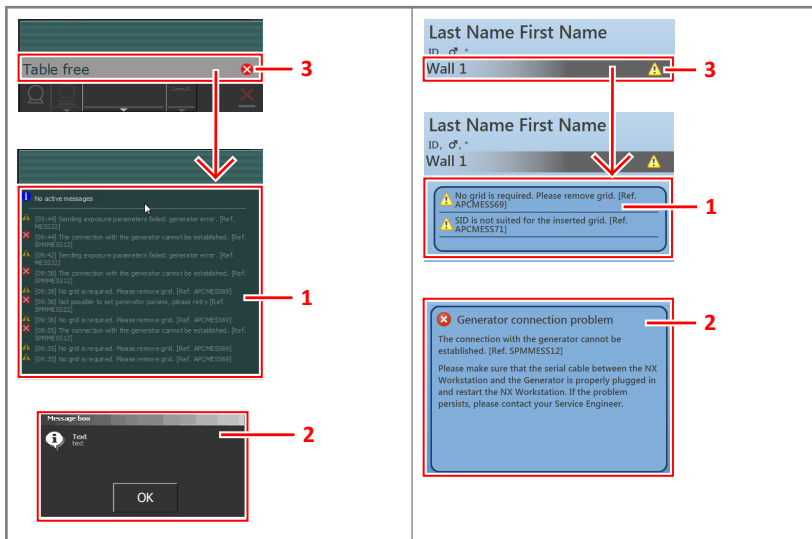 Table free
3
No active messages
[09:44] Sending exposure parameters failed: generator error. [Ref.
MESS32]
[09:44] The connection with the generator cannot be established. [Ref.
SPMMESS12]
[09:42] Sending exposure parameters failed: generator error. [Ref.
MESS32]
[09:38] The connection with the generator cannot be established. [Ref.
SPMMESS12]
[09:38] No grid is required. Please remove grid. [Ref. APCMESS69]
[09:36] Not possible to set generator params, please retry [Ref.
SPMMESS22]
[09:36] No grid is required. Please remove grid. [Ref. APCMESS69]
[09:35] The connection with the generator cannot be established. [Ref.
SPMMESS12]
[09:35] No grid is required. Please remove grid. [Ref. APCMESS69]
[09:35] No grid is required. Please remove grid. [Ref. APCMESS69]
1
Message box
Text
text
OK
2
Last Name First Name
ID, ♂, *
Wall 1
3
Last Name First Name
ID, ♂, *
Wall 1
No grid is required. Please remove grid. [Ref.
APCMESS69]
SID is not suited for the inserted grid. [Ref.
APCMESS71]
1
Generator connection problem
The connection with the generator cannot be
established. [Ref. SPMMESS12]
Please make sure that the serial cable between the NX
Workstation and the Generator is properly plugged in
and restart the NX Workstation. If the problem
persists, please contact your Service Engineer.
2